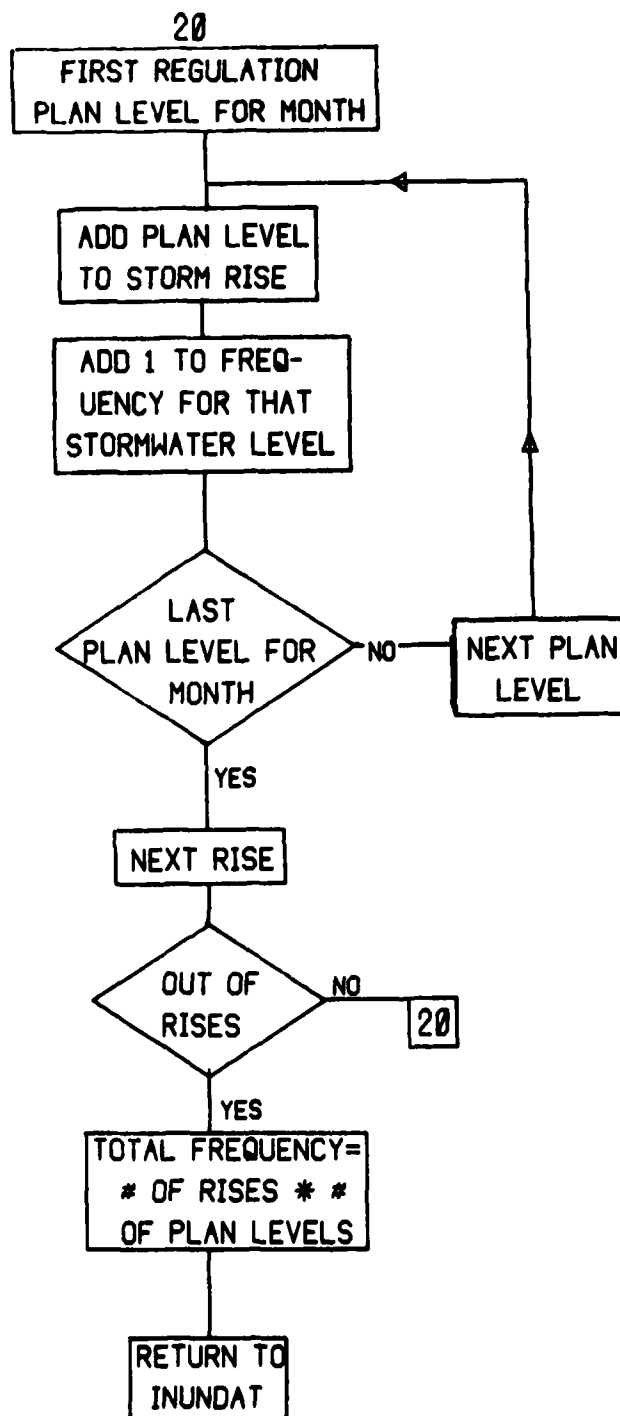 20
FIRST REGULATION
PLAN LEVEL FOR MONTH
ADD PLAN LEVEL
TO STORM RISE
ADD 1 TO FREQ-
UENCY FOR THAT
STORMWATER LEVEL
LAST
PLAN LEVEL FOR
MONTH
NO
NEXT PLAN
LEVEL
YES
NEXT RISE
OUT OF
RISES
NO
20
YES
TOTAL FREQUENCY=
# OF RISES * #
OF PLAN LEVELS
RETURN TO
INUNDAT